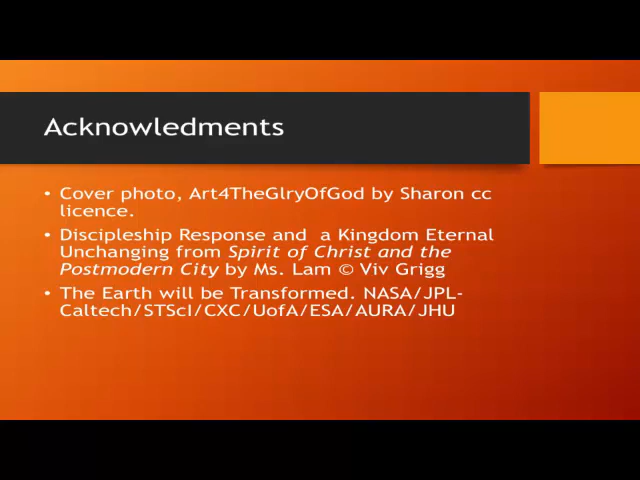 Acknowledments
• Cover photo, Art4TheGlryOfGod by Sharon cc
licence.
• Discipleship Response and  a Kingdom Eternal
Unchanging from Spirit of Christ and the
Postmodern City by Ms. Lam © Viv Grigg
• The Earth will be Transformed. NASA/JPL-
Caltech/STScI/CXC/UofA/ESA/AURA/JHU